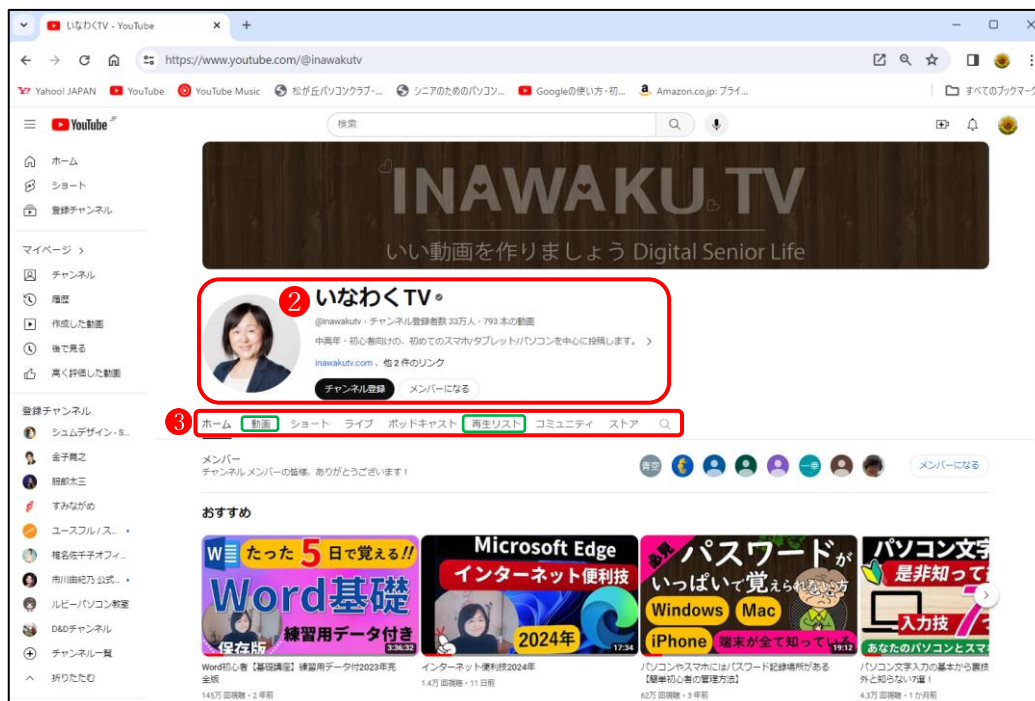 いなわくTV - YouTube
https://www.youtube.com/@inawakutv
Yahoo! JAPAN YouTube YouTube Music 松が丘パソコンクラブ-... シニアのためのパソコン... Googleの使い方・初... Amazon.co.jp: プライ... すべてのブックマーク
YouTube JP
検索
ホーム
ショート
登録チャンネル
マイページ
チャンネル
履歴
作成した動画
後で見る
高く評価した動画
登録チャンネル
シュムデザイン - S...
金子晃之
服部太三
すみながめ
ユースフル / ス...
椎名佐千子オフィ...
市川由紀乃 公式...
ルビーパソコン教室
D&Dチャンネル
チャンネル一覧
折りたたむ
INAWAKU TV
いい動画を作りましょう Digital Senior Life
2 いなわくTV
@inawakutv・チャンネル登録者数 33万人・793 本の動画
中高年・初心者向けの、初めてのスマホ/タブレット/パソコンを中心に投稿します。
inawakutv.com、他 2 件のリンク
チャンネル登録 メンバーになる
3 ホーム 動画 ショート ライブ ポッドキャスト 再生リスト コミュニティ ストア
メンバー
チャンネル メンバーの皆様、ありがとうございます!
青空 一幸
メンバーになる
おすすめ
W たった5日で覚える!!
Word基礎
練習用データ付き
保存版
3:36:32
Word初心者【基礎講座】練習用データ付2023年完
全版
145万 回視聴・2 年前
Microsoft Edge
インターネット便利技
2024年
17:34
インターネット便利技2024年
1.4万 回視聴・11 日前
必見 パスワードが
いっぱいで覚えられない方
Windows Mac
iPhone 端末が全て知っている
19:12
パソコンやスマホにはパスワード記録場所がある
【簡単初心者の管理方法】
62万 回視聴・3 年前
パソコン文字
是非知って
入力技 7つ
あなたのパソコンとスマ
パソコン文字入力の基本から裏技
外と知らない7選!
4.3万 回視聴・1 か月前